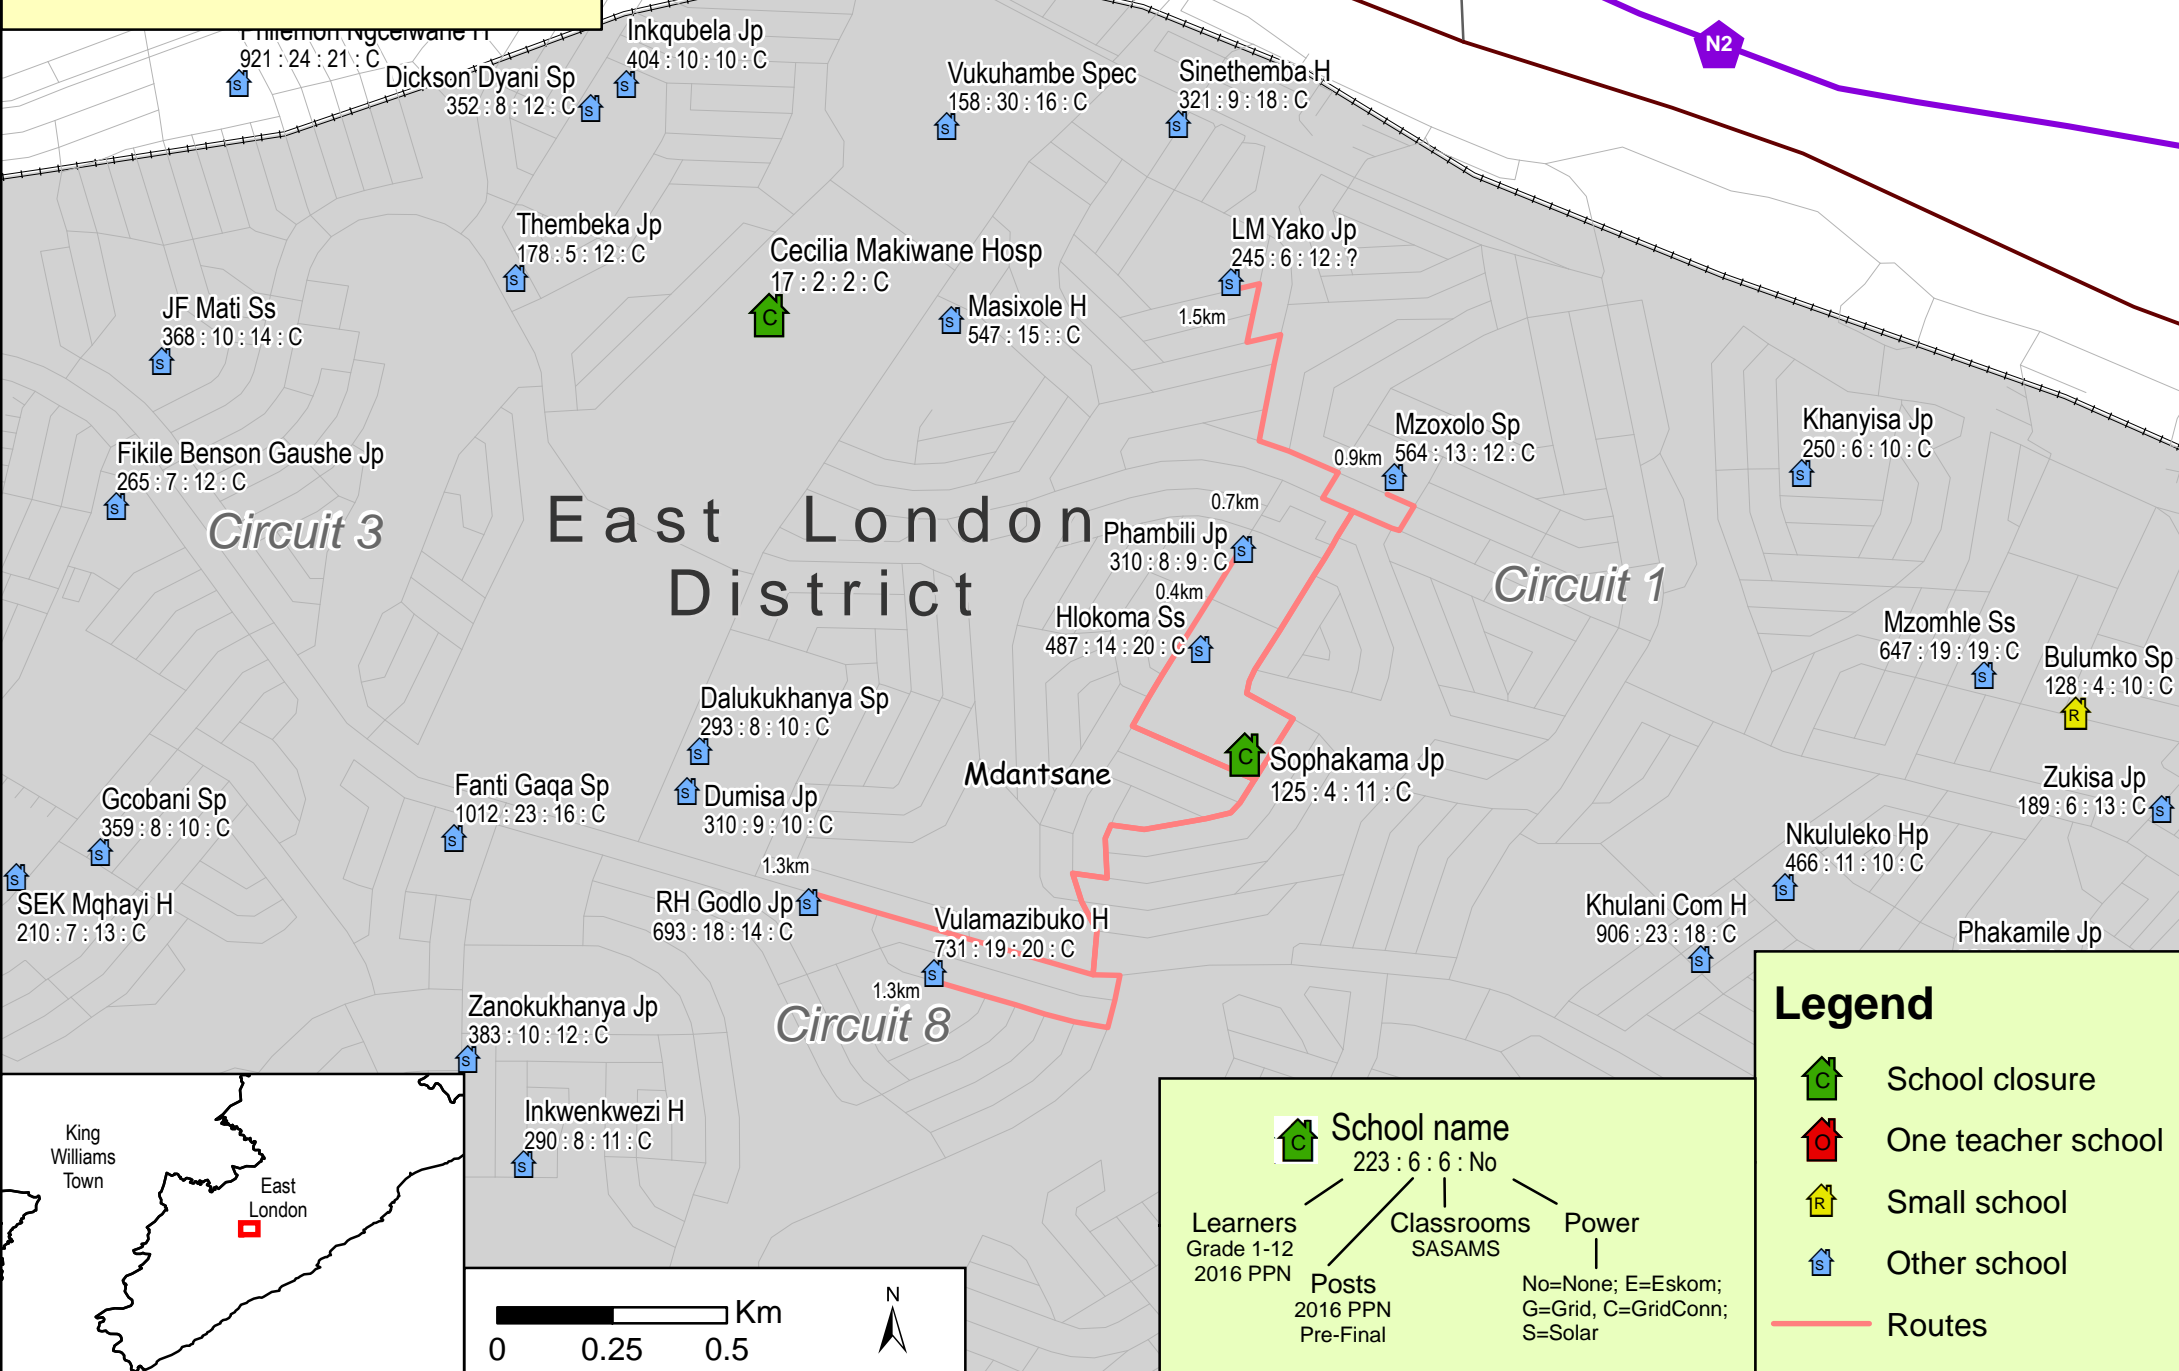 Philemon Ngcelwane H
921 : 24 : 21 : C
Inkqubela Jp
404 : 10 : 10 : C
Dickson Dyani Sp
352 : 8 : 12 : C
Vukuhambe Spec
158 : 30 : 16 : C
Sinethemba H
321 : 9 : 18 : C
N2
Thembeka Jp
178 : 5 : 12 : C
Cecilia Makiwane Hosp
17 : 2 : 2 : C
LM Yako Jp
245 : 6 : 12 : ?
1.5km
JF Mati Ss
368 : 10 : 14 : C
Masixole H
547 : 15 : : C
Mzoxolo Sp
564 : 13 : 12 : C
0.9km
Khanyisa Jp
250 : 6 : 10 : C
Fikile Benson Gaushe Jp
265 : 7 : 12 : C
Circuit 3
East London
District
0.7km
Phambili Jp
310 : 8 : 9 : C
0.4km
Circuit 1
Hlokoma Ss
487 : 14 : 20 : C
Mzomhle Ss
647 : 19 : 19 : C
Bulumko Sp
128 : 4 : 10 : C
Dalukukhanya Sp
293 : 8 : 10 : C
Mdantsane
Sophakama Jp
125 : 4 : 11 : C
Zukisa Jp
189 : 6 : 13 : C
Gcobani Sp
359 : 8 : 10 : C
Fanti Gaqa Sp
1012 : 23 : 16 : C
Dumisa Jp
310 : 9 : 10 : C
Nkululeko Hp
466 : 11 : 10 : C
1.3km
SEK Mqhayi H
210 : 7 : 13 : C
RH Godlo Jp
693 : 18 : 14 : C
Vulamazibuko H
731 : 19 : 20 : C
1.3km
Khulani Com H
906 : 23 : 18 : C
Phakamile Jp
Circuit 8
Zanokukhanya Jp
383 : 10 : 12 : C
Inkwenkwezi H
290 : 8 : 11 : C
King
Williams
Town
East
London
Km
0 0.25 0.5
N
C School name
223 : 6 : 6 : No
Learners
Grade 1-12
2016 PPN
Posts
2016 PPN
Pre-Final
Classrooms
SASAMS
Power
No=None; E=Eskom;
G=Grid, C=GridConn;
S=Solar
Legend
C School closure
O One teacher school
R Small school
S Other school
Routes